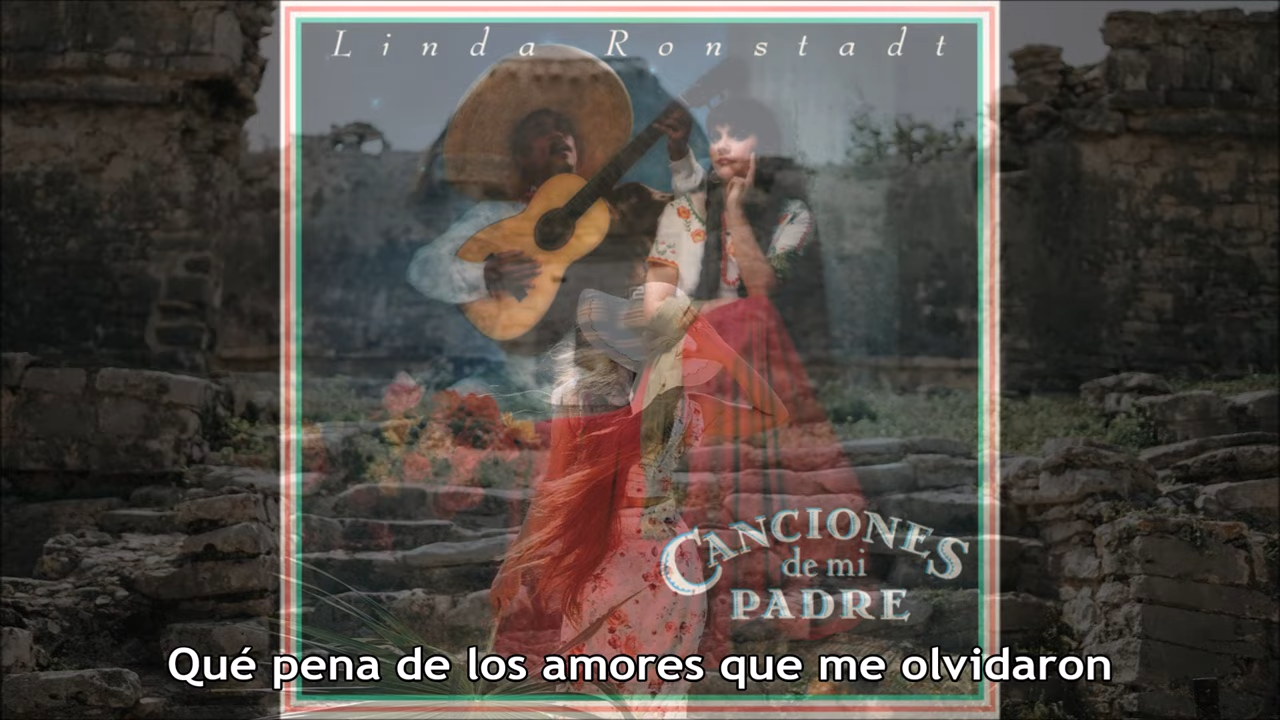 Linda Ronstadt
CANCIONES
de mi
PADRE
Qué pena de los amores que me olvidaron